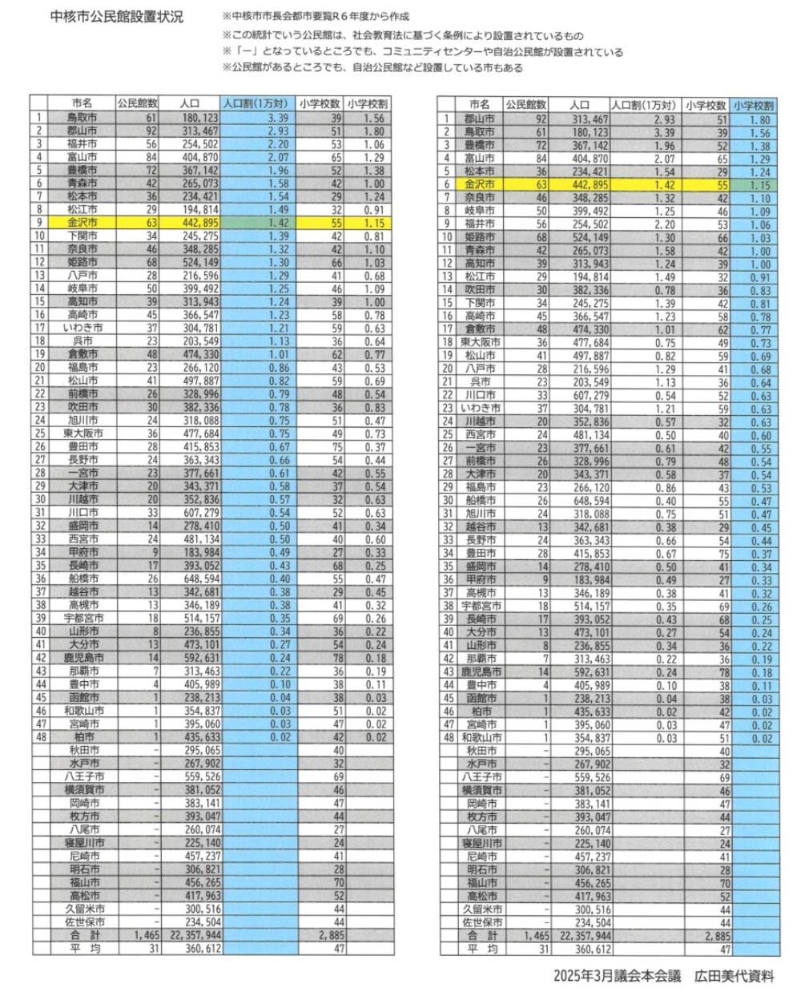 中核市公民館設置状況
※中核市市長会都市要覧R6年度から作成
※この統計でいう公民館は、社会教育法に基づく条例により設置されているもの
※「ー」となっているところでも、コミュニティセンターや自治公民館が設置されている
※公民館があるところでも、自治公民館など設置している市もある
市名 公民館数 人口 人口割(1万対) 小学校数 小学校割
1 鳥取市 61 180,123 3.39 39 1.56
2 郡山市 92 313,467 2.93 51 1.80
3 福井市 56 254,502 2.20 53 1.06
4 富山市 84 404,870 2.07 65 1.29
5 豊橋市 72 367,142 1.96 52 1.38
6 青森市 42 265,073 1.58 42 1.00
7 松本市 36 234,421 1.54 29 1.24
8 松江市 29 194,814 1.49 32 0.91
9 金沢市 63 442,895 1.42 55 1.15
10 下関市 34 245,275 1.39 42 0.81
11 奈良市 46 348,285 1.32 42 1.10
12 姫路市 68 524,149 1.30 66 1.03
13 八戸市 28 216,596 1.29 41 0.68
14 岐阜市 50 399,492 1.25 46 1.09
15 高知市 39 313,943 1.24 39 1.00
16 高崎市 45 366,547 1.23 58 0.78
17 いわき市 37 304,781 1.21 59 0.63
18 呉市 23 203,549 1.13 36 0.64
19 倉敷市 48 474,330 1.01 62 0.77
20 福島市 23 266,120 0.86 43 0.53
21 松山市 41 497,887 0.82 59 0.69
22 前橋市 26 328,996 0.79 48 0.54
23 吹田市 30 382,336 0.78 36 0.83
24 旭川市 24 318,088 0.75 51 0.47
25 東大阪市 36 477,684 0.75 49 0.73
26 豊田市 28 415,853 0.67 75 0.37
27 長野市 24 363,343 0.66 54 0.44
28 一宮市 23 377,661 0.61 42 0.55
29 大津市 20 343,371 0.58 37 0.54
30 川越市 20 352,836 0.57 32 0.63
31 川口市 33 607,279 0.54 52 0.63
32 盛岡市 14 278,410 0.50 41 0.34
33 西宮市 24 481,134 0.50 40 0.60
34 甲府市 9 183,984 0.49 27 0.33
35 長崎市 17 393,052 0.43 68 0.25
36 船橋市 26 648,594 0.40 55 0.47
37 越谷市 13 342,681 0.38 29 0.45
38 高槻市 13 346,189 0.38 41 0.32
39 宇都宮市 18 514,157 0.35 69 0.26
40 山形市 8 236,855 0.34 36 0.22
41 大分市 13 473,101 0.27 54 0.24
42 鹿児島市 14 592,631 0.24 78 0.18
43 那覇市 7 313,463 0.22 36 0.19
44 豊中市 4 405,989 0.10 38 0.11
45 函館市 1 238,213 0.04 38 0.03
46 和歌山市 1 354,837 0.03 51 0.02
47 宮崎市 1 395,060 0.03 47 0.02
48 柏市 1 435,633 0.02 42 0.02
秋田市 － 295,065 40
水戸市 － 267,902 32
八王子市 － 559,526 69
横須賀市 － 381,052 46
岡崎市 － 383,141 47
枚方市 － 393,047 44
八尾市 － 260,074 27
寝屋川市 － 225,140 24
尼崎市 － 457,237 41
明石市 － 306,821 28
福山市 － 456,265 70
高松市 － 417,963 52
久留米市 － 300,516 44
佐世保市 － 234,504 44
合　計 1,465 22,357,944 2,885
平　均 31 360,612 47
市名 公民館数 人口 人口割(1万対) 小学校数 小学校割
1 郡山市 92 313,467 2.93 51 1.80
2 鳥取市 61 180,123 3.39 39 1.56
3 豊橋市 72 367,142 1.96 52 1.38
4 富山市 84 404,870 2.07 65 1.29
5 松本市 36 234,421 1.54 29 1.24
6 金沢市 63 442,895 1.42 55 1.15
7 奈良市 46 348,285 1.32 42 1.10
8 岐阜市 50 399,492 1.25 46 1.09
9 福井市 56 254,502 2.20 53 1.06
10 姫路市 68 524,149 1.30 66 1.03
11 青森市 42 265,073 1.58 42 1.00
12 高知市 39 313,943 1.24 39 1.00
13 松江市 29 194,814 1.49 32 0.91
14 吹田市 30 382,336 0.78 36 0.83
15 下関市 34 245,275 1.39 42 0.81
16 高崎市 45 366,547 1.23 58 0.78
17 倉敷市 48 474,330 1.01 62 0.77
18 東大阪市 36 477,684 0.75 49 0.73
19 松山市 41 497,887 0.82 59 0.69
20 八戸市 28 216,596 1.29 41 0.68
21 呉市 23 203,549 1.13 36 0.64
22 川口市 33 607,279 0.54 52 0.63
23 いわき市 37 304,781 1.21 59 0.63
24 川越市 20 352,836 0.57 32 0.63
25 西宮市 24 481,134 0.50 40 0.60
26 一宮市 23 377,661 0.61 42 0.55
27 前橋市 26 328,996 0.79 48 0.54
28 大津市 20 343,371 0.58 37 0.54
29 福島市 23 266,120 0.86 43 0.53
30 船橋市 26 648,594 0.40 55 0.47
31 旭川市 24 318,088 0.75 51 0.47
32 越谷市 13 342,681 0.38 29 0.45
33 長野市 24 363,343 0.66 54 0.44
34 豊田市 28 415,853 0.67 75 0.37
35 盛岡市 14 278,410 0.50 41 0.34
36 甲府市 9 183,984 0.49 27 0.33
37 高槻市 13 346,189 0.38 41 0.32
38 宇都宮市 18 514,157 0.35 69 0.26
39 長崎市 17 393,052 0.43 68 0.25
40 大分市 13 473,101 0.27 54 0.24
41 山形市 8 236,855 0.34 36 0.22
42 那覇市 7 313,463 0.22 36 0.19
43 鹿児島市 14 592,631 0.24 78 0.18
44 豊中市 4 405,989 0.10 38 0.11
45 函館市 1 238,213 0.04 38 0.03
46 柏市 1 435,633 0.02 42 0.02
47 宮崎市 1 395,060 0.03 47 0.02
48 和歌山市 1 354,837 0.03 51 0.02
秋田市 － 295,065 40
水戸市 － 267,902 32
八王子市 － 559,526 69
横須賀市 － 381,052 46
岡崎市 － 383,141 47
枚方市 － 393,047 44
八尾市 － 260,074 27
寝屋川市 － 225,140 24
尼崎市 － 457,237 41
明石市 － 306,821 28
福山市 － 456,265 70
高松市 － 417,963 52
久留米市 － 300,516 44
佐世保市 － 234,504 44
合　計 1,465 22,357,944 2,885
平　均 31 360,612 47
2025年3月議会本会議　広田美代資料